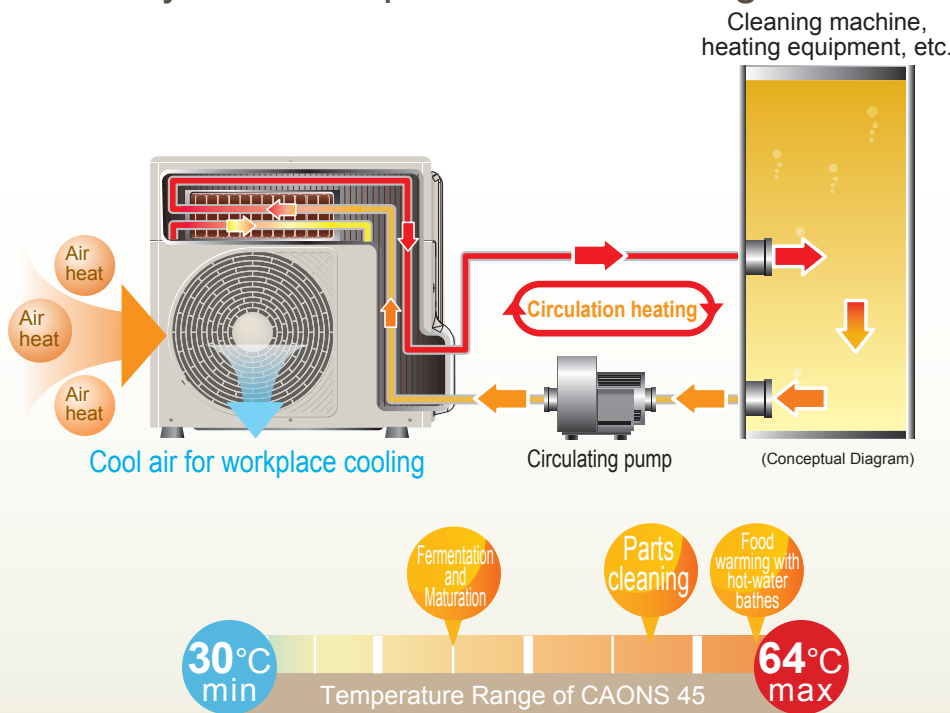 Cleaning machine,
heating equipment, etc.
Air
heat
Air
heat
Air
heat
Circulation heating
Cool air for workplace cooling
Circulating pump
(Conceptual Diagram)
Fermentation
and
Maturation
Parts
cleaning
Food
warming with
hot-water
bathes
30°C
min
64°C
max
Temperature Range of CAONS 45